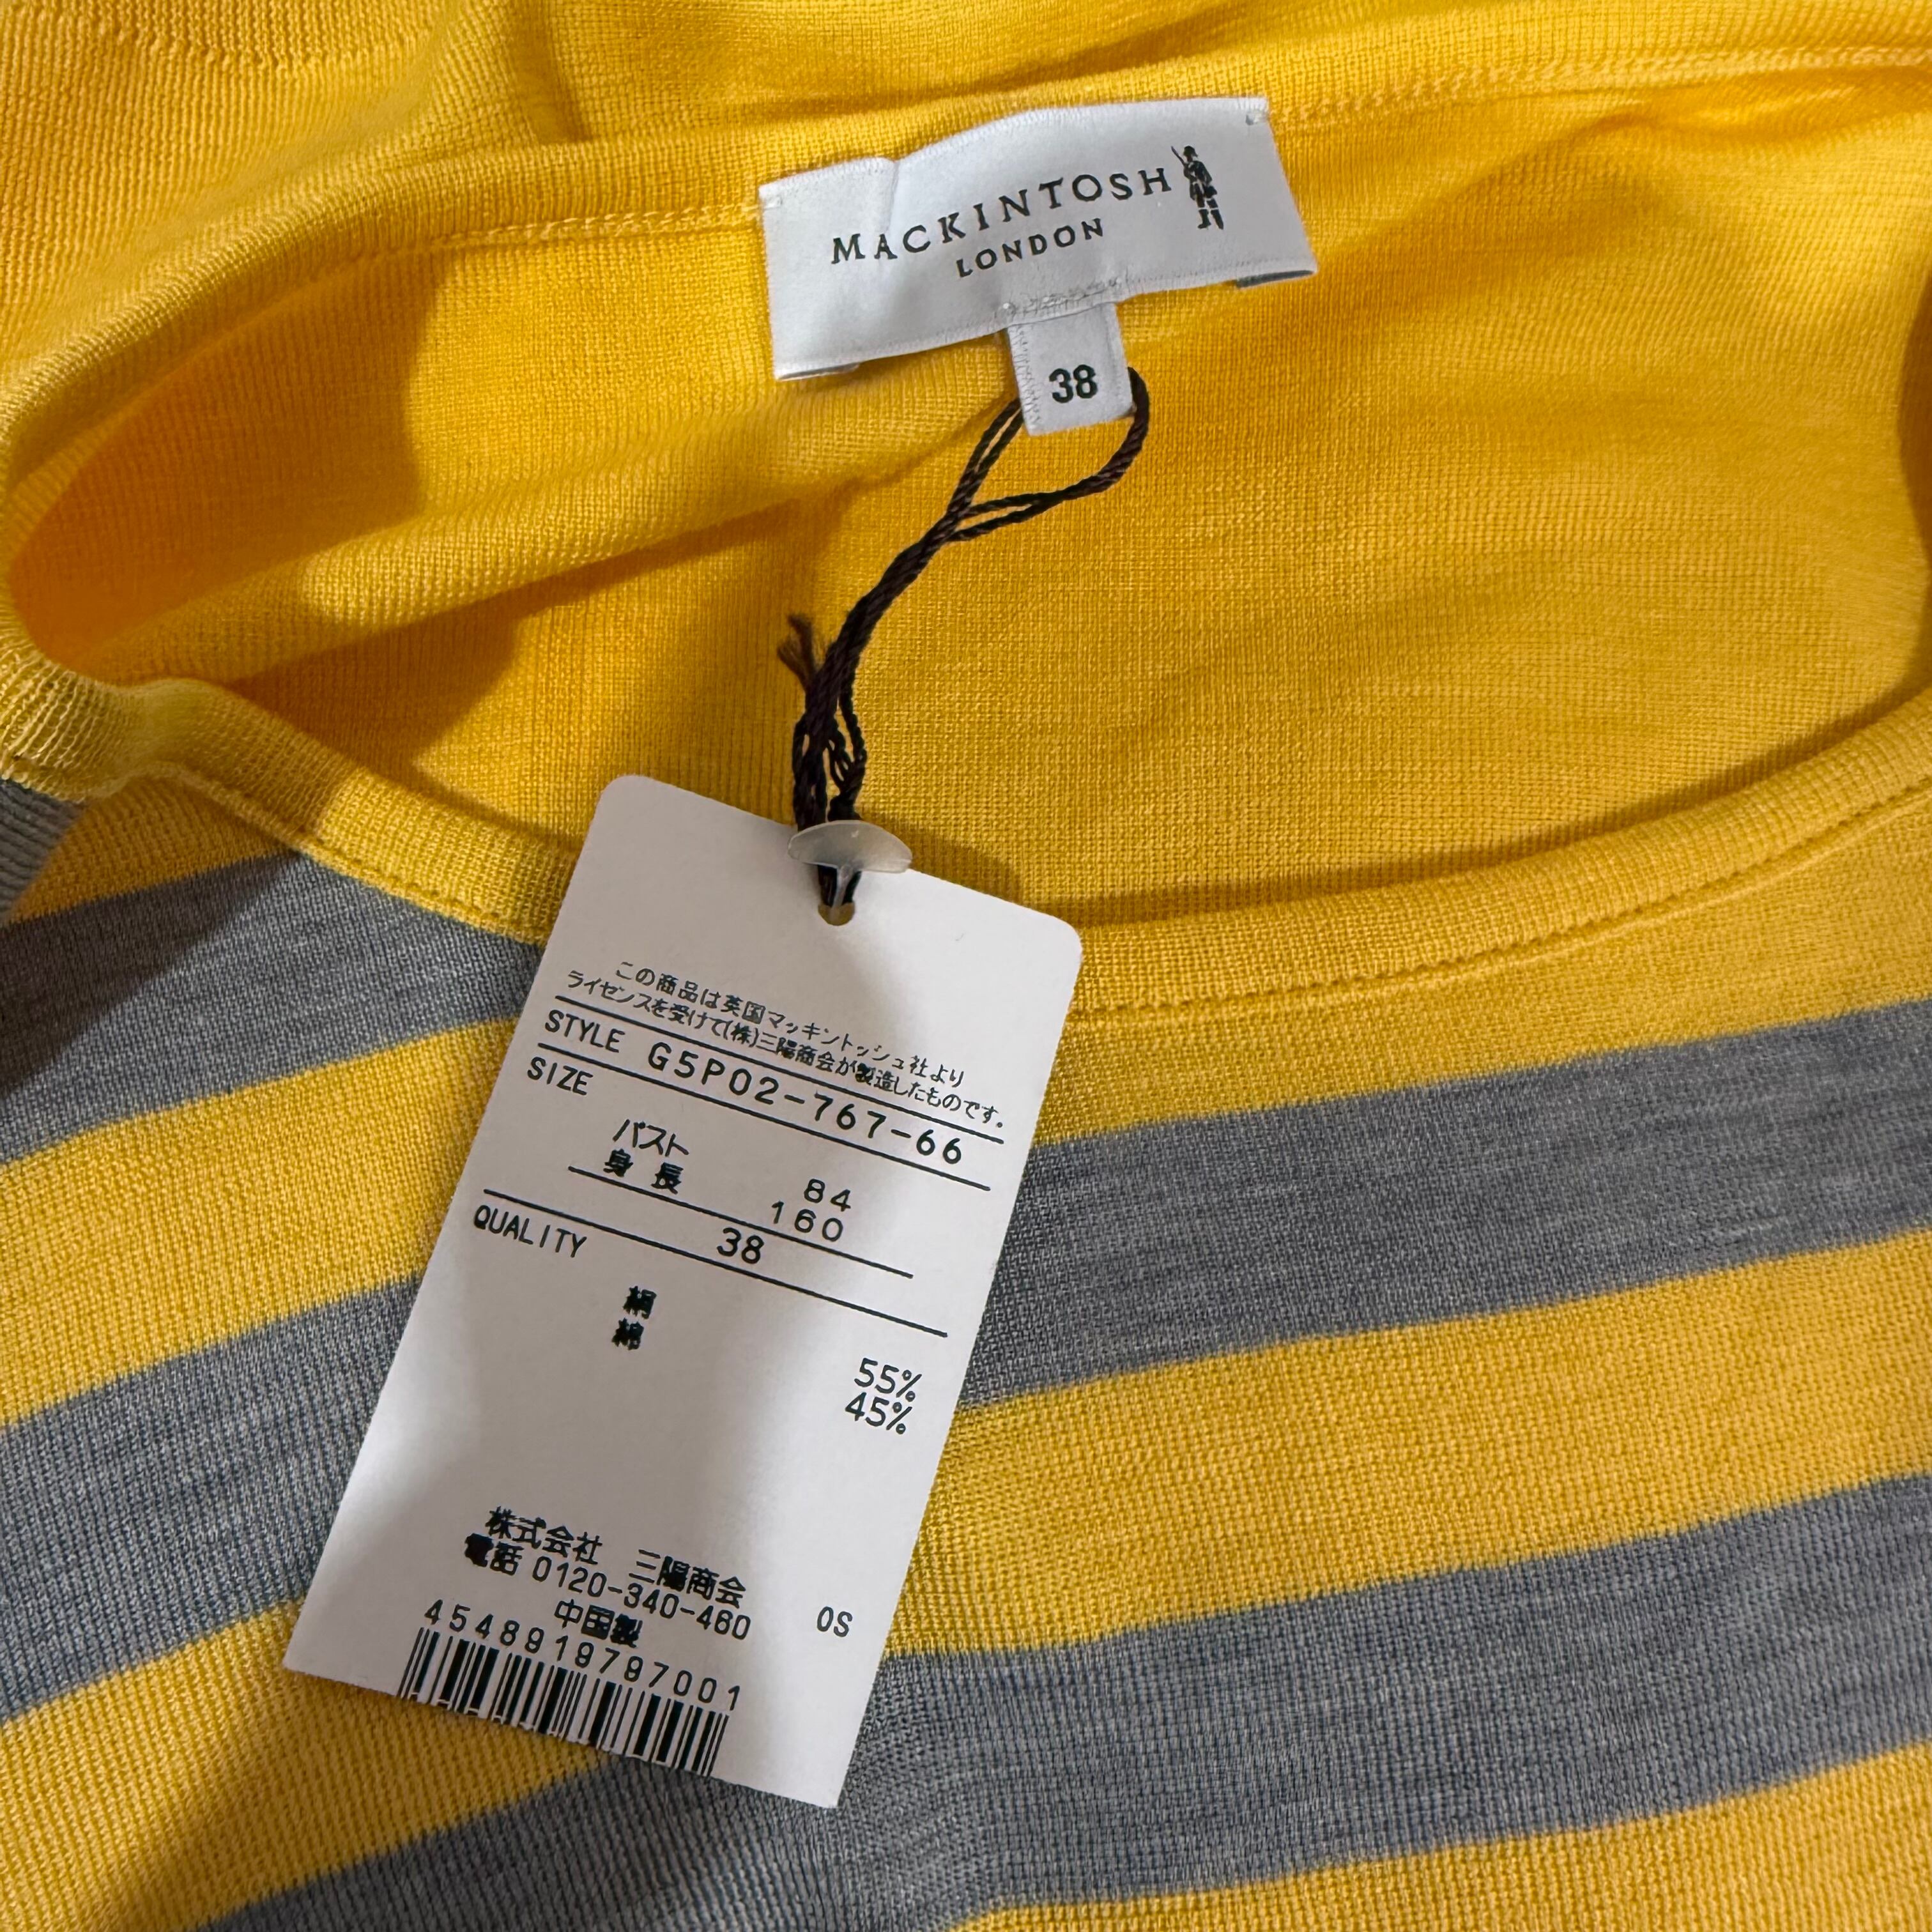 MACKINTOSH
LONDON
38
この商品は英国マッキントッシュ社より
ライセンスを受けて(株)三陽商会が製造したものです。
STYLE G5P02-767-66
SIZE
バスト 84
身長 160
38
QUALITY
絹 55%
綿 45%
株式会社 三陽商会
電話 0120-340-460
中国製 OS
4548919797001